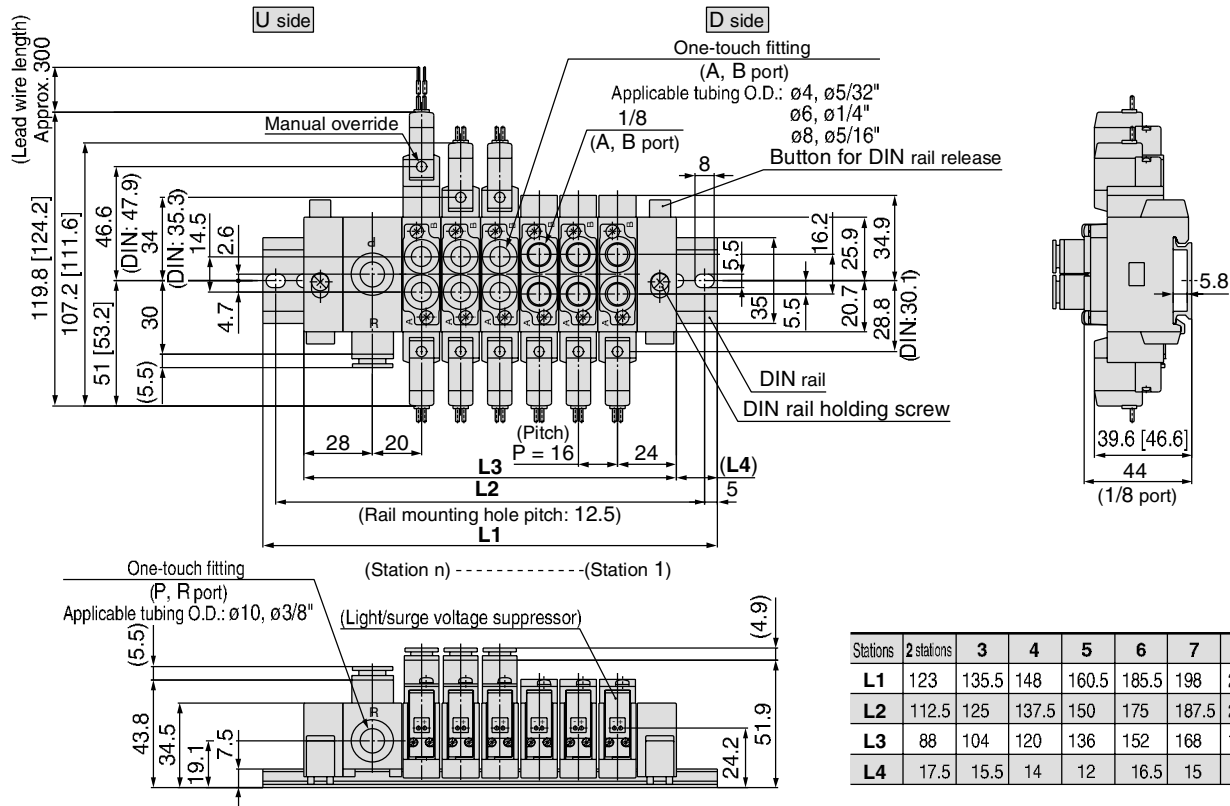 U side
D side
(Lead wire length)
Approx. 300
One-touch fitting
(A, B port)
Applicable tubing O.D.: ø4, ø5/32"
ø6, ø1/4"
ø8, ø5/16"
1/8
(A, B port)
Manual override
Button for DIN rail release
8
119.8 [124.2]
107.2 [111.6]
51 [53.2]
46.6
(DIN: 47.9)
34
(DIN: 35.3)
14.5
2.6
30
4.7
(5.5)
B
B
B
B
B
B
P
R
A
A
A
A
A
A
5.5
16.2
25.9
34.9
35
5.5
20.7
28.8
(DIN: 30.1)
5.8
DIN rail
DIN rail holding screw
28
20
(Pitch)
P = 16
24
L3
(L4)
L2
5
(Rail mounting hole pitch: 12.5)
L1
39.6 [46.6]
44
(1/8 port)
(Station n) ------------(Station 1)
One-touch fitting
(P, R port)
Applicable tubing O.D.: ø10, ø3/8"
(Light/surge voltage suppressor)
(4.9)
(5.5)
R
43.8
34.5
19.1
7.5
24.2
51.9
Stations 2 stations 3 4 5 6 7
L1 123 135.5 148 160.5 185.5 198
L2 112.5 125 137.5 150 175 187.5
L3 88 104 120 136 152 168
L4 17.5 15.5 14 12 16.5 15